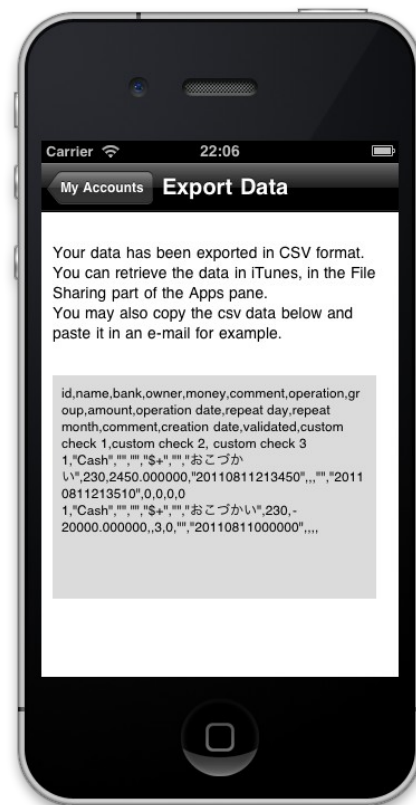 Carrier 22:06
My Accounts Export Data
Your data has been exported in CSV format.
You can retrieve the data in iTunes, in the File
Sharing part of the Apps pane.
You may also copy the csv data below and
paste it in an e-mail for example.
id,name,bank,owner,money,comment,operation,gr
oup,amount,operation date,repeat day,repeat
month,comment,creation date,validated,custom
check 1,custom check 2, custom check 3
1,"Cash","","","$+","","おこづか
い",230,2450.000000,"20110811213450",,,"","2011
0811213510",0,0,0,0
1,"Cash","","","$+","","おこづかい",230,-
20000.000000,,3,0,"","20110811000000",,,,